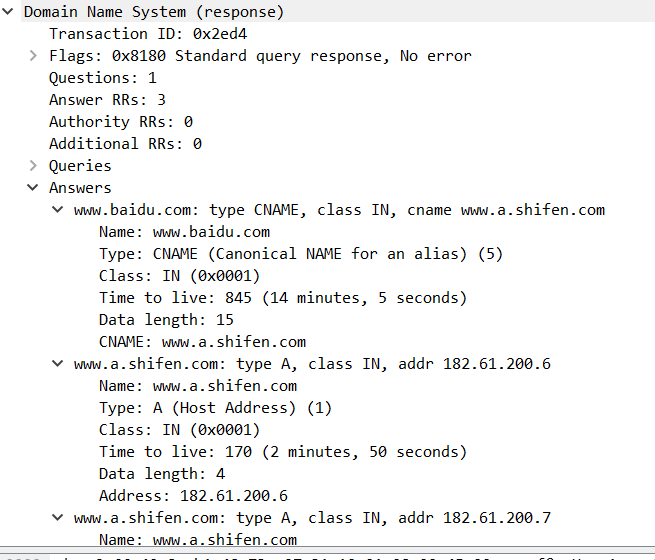 Domain Name System (response)
Transaction ID: 0x2ed4
Flags: 0x8180 Standard query response, No error
Questions: 1
Answer RRs: 3
Authority RRs: 0
Additional RRs: 0
Queries
Answers
www.baidu.com: type CNAME, class IN, cname www.a.shifen.com
Name: www.baidu.com
Type: CNAME (Canonical NAME for an alias) (5)
Class: IN (0x0001)
Time to live: 845 (14 minutes, 5 seconds)
Data length: 15
CNAME: www.a.shifen.com
www.a.shifen.com: type A, class IN, addr 182.61.200.6
Name: www.a.shifen.com
Type: A (Host Address) (1)
Class: IN (0x0001)
Time to live: 170 (2 minutes, 50 seconds)
Data length: 4
Address: 182.61.200.6
www.a.shifen.com: type A, class IN, addr 182.61.200.7
Name: www.a.shifen.com